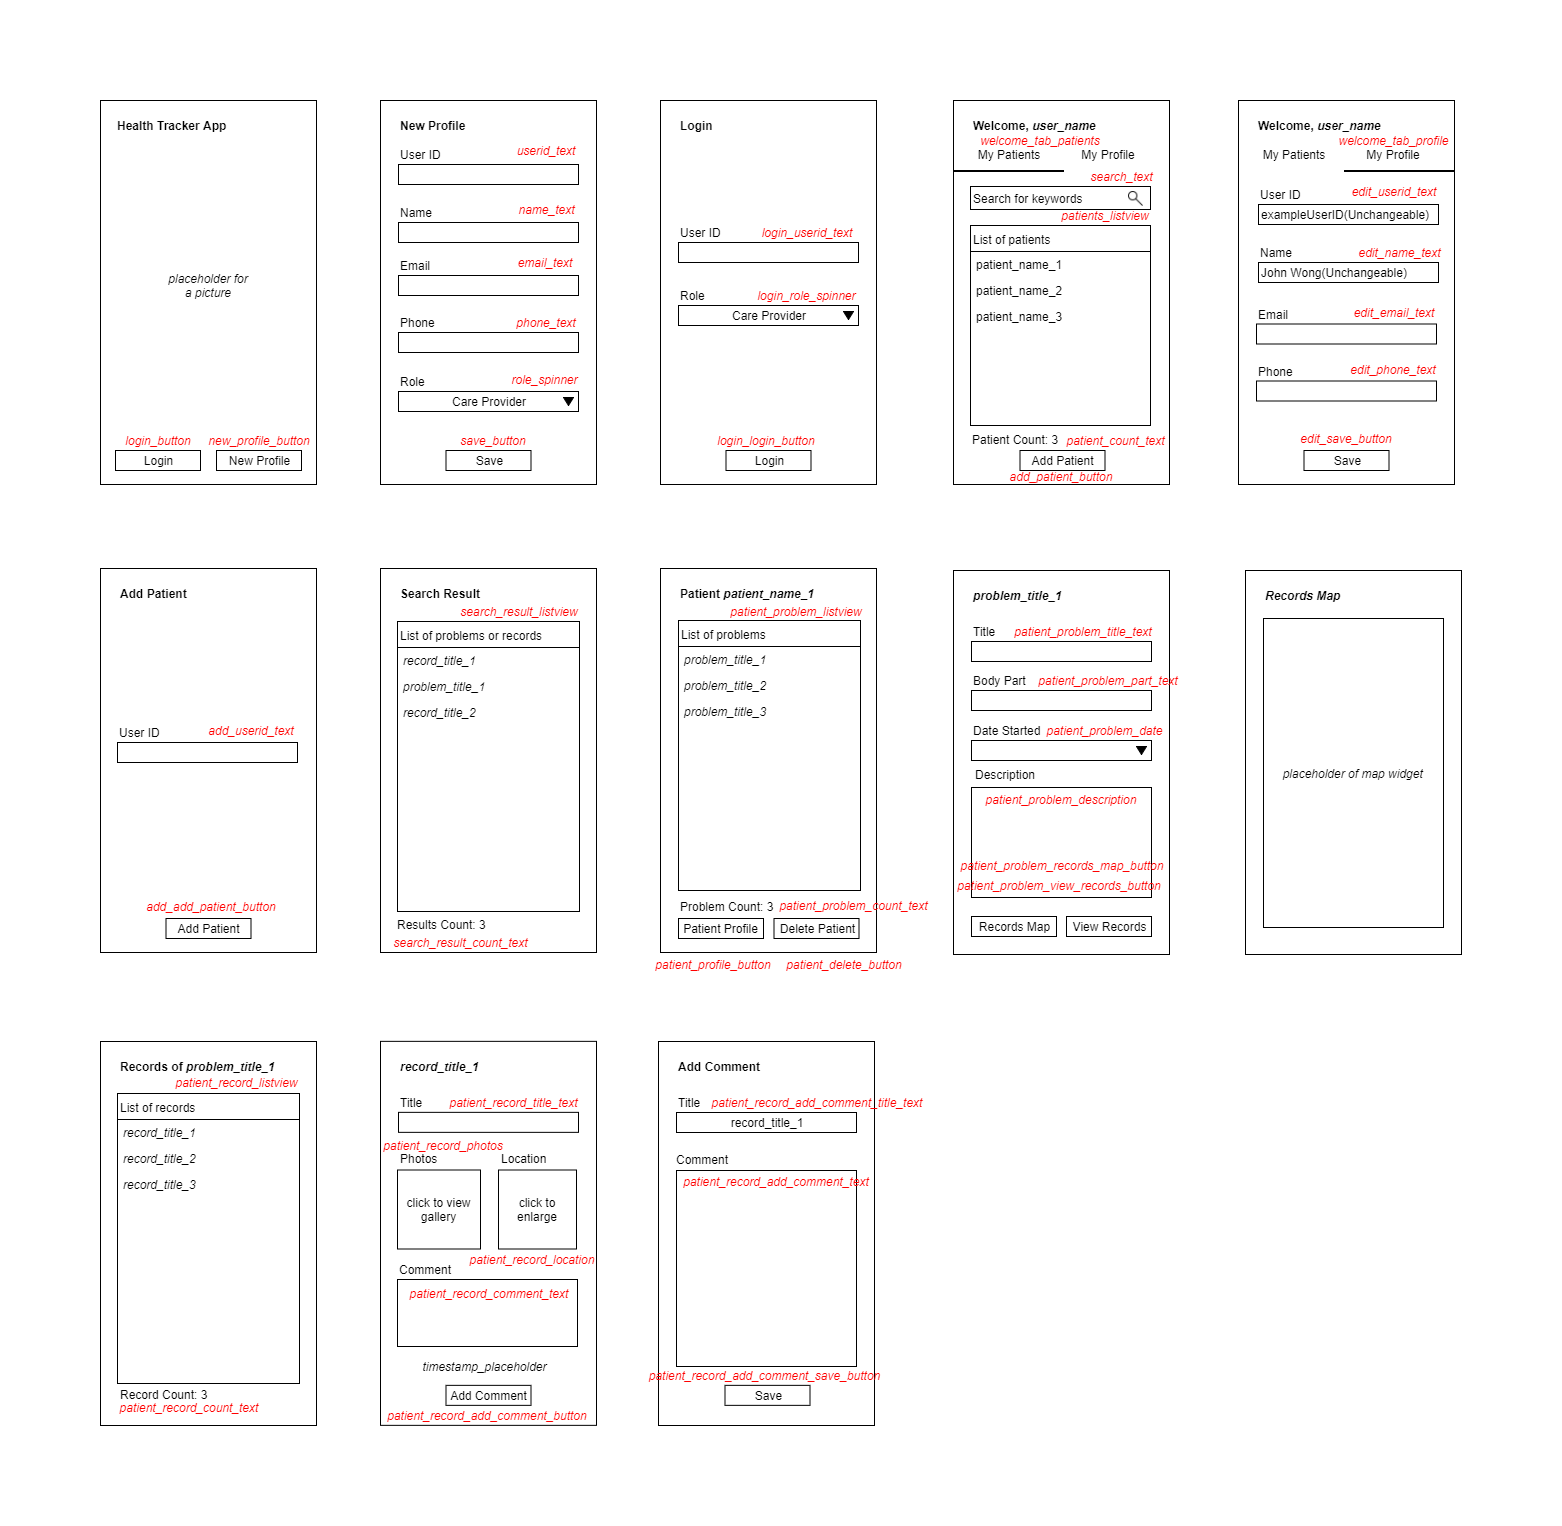 Health Tracker App
placeholder for
a picture
login_button
new_profile_button
Login
New Profile
New Profile
User ID
userid_text
Name
name_text
Email
email_text
Phone
phone_text
Role
role_spinner
Care Provider
save_button
Save
Login
User ID
login_userid_text
Role
login_role_spinner
Care Provider
login_login_button
Login
Welcome, user_name
welcome_tab_patients
My Patients
My Profile
search_text
Search for keywords
patients_listview
List of patients
patient_name_1
patient_name_2
patient_name_3
Patient Count: 3
patient_count_text
Add Patient
add_patient_button
Welcome, user_name
welcome_tab_profile
My Patients
My Profile
User ID
edit_userid_text
exampleUserID(Unchangeable)
Name
edit_name_text
John Wong(Unchangeable)
Email
edit_email_text
Phone
edit_phone_text
edit_save_button
Save
Add Patient
User ID
add_userid_text
add_add_patient_button
Add Patient
Search Result
search_result_listview
List of problems or records
record_title_1
problem_title_1
record_title_2
Results Count: 3
search_result_count_text
Patient patient_name_1
patient_problem_listview
List of problems
problem_title_1
problem_title_2
problem_title_3
Problem Count: 3
patient_problem_count_text
Patient Profile
Delete Patient
patient_profile_button
patient_delete_button
problem_title_1
Title
patient_problem_title_text
Body Part
patient_problem_part_text
Date Started
patient_problem_date
Description
patient_problem_description
patient_problem_records_map_button
patient_problem_view_records_button
Records Map
View Records
Records Map
placeholder of map widget
Records of problem_title_1
patient_record_listview
List of records
record_title_1
record_title_2
record_title_3
Record Count: 3
patient_record_count_text
record_title_1
Title
patient_record_title_text
patient_record_photos
Photos
Location
click to view
gallery
click to
enlarge
patient_record_location
Comment
patient_record_comment_text
timestamp_placeholder
Add Comment
patient_record_add_comment_button
Add Comment
Title
patient_record_add_comment_title_text
record_title_1
Comment
patient_record_add_comment_text
patient_record_add_comment_save_button
Save